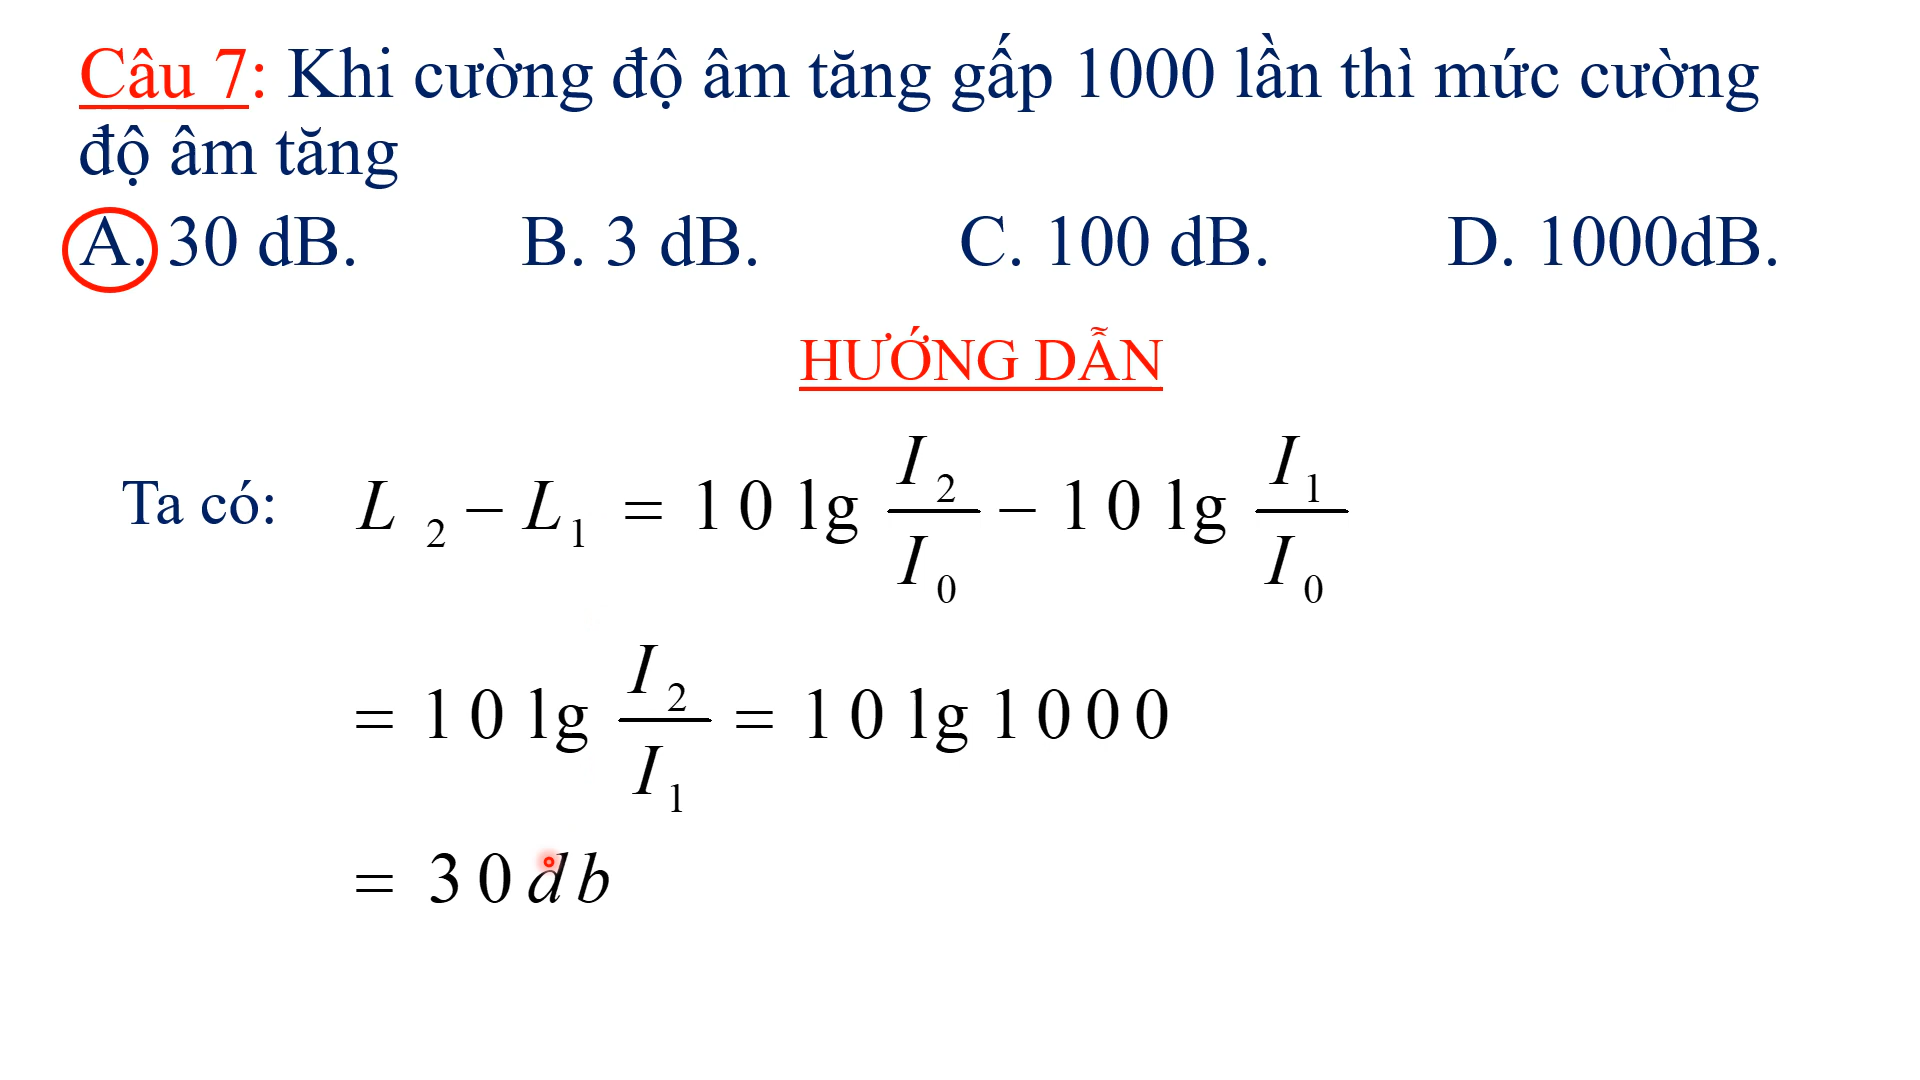 Câu 7: Khi cường độ âm tăng gấp 1000 lần thì mức cường
độ âm tăng
A. 30 dB. B. 3 dB. C. 100 dB. D. 1000dB.
HƯỚNG DẪN
Ta có: L₂ − L₁ = 10 lg I₂/I₀ − 10 lg I₁/I₀
= 10 lg I₂/I₁ = 10 lg 1000
= 30 db